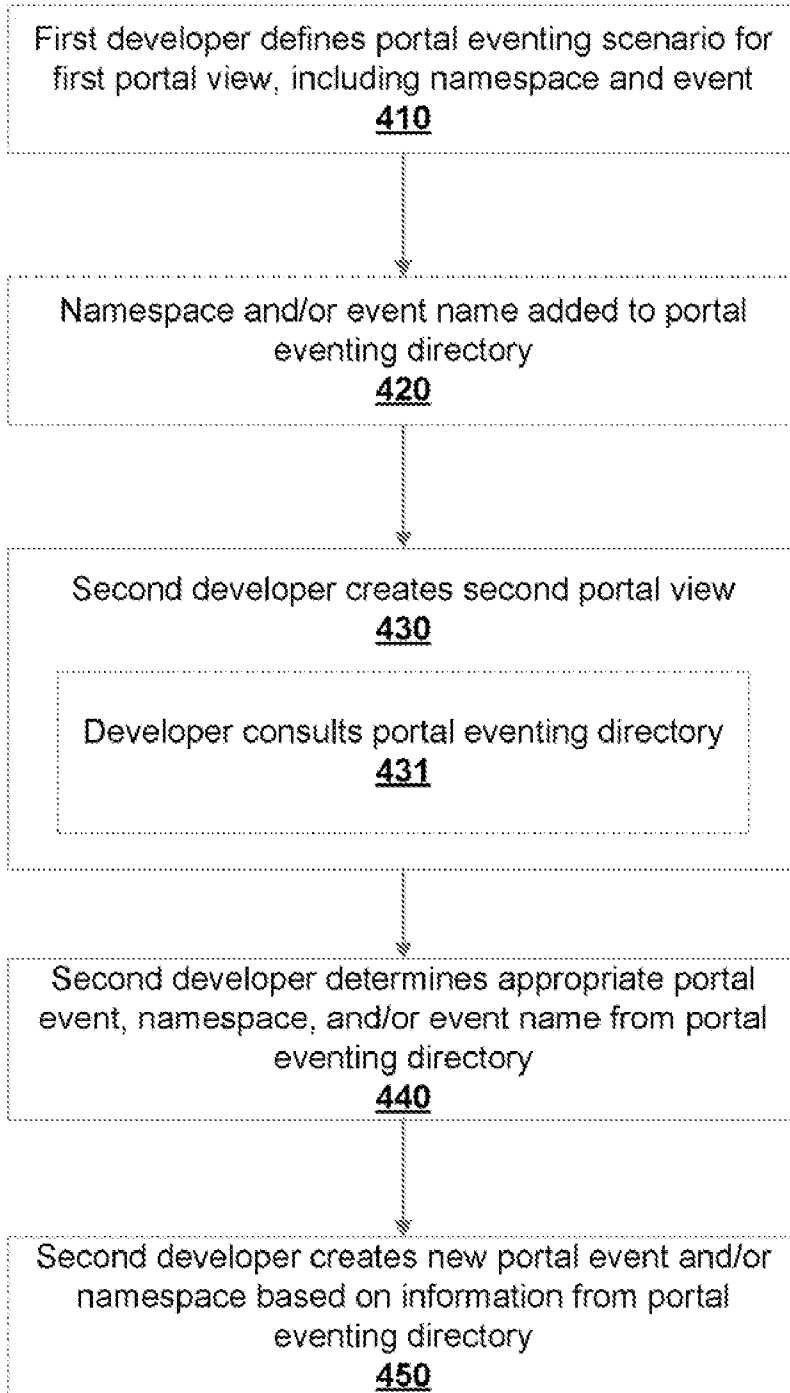 First developer defines portal eventing scenario for
first portal view, including namespace and event
410
Namespace and/or event name added to portal
eventing directory
420
Second developer creates second portal view
430
Developer consults portal eventing directory
431
Second developer determines appropriate portal
event, namespace, and/or event name from portal
eventing directory
440
Second developer creates new portal event and/or
namespace based on information from portal
eventing directory
450